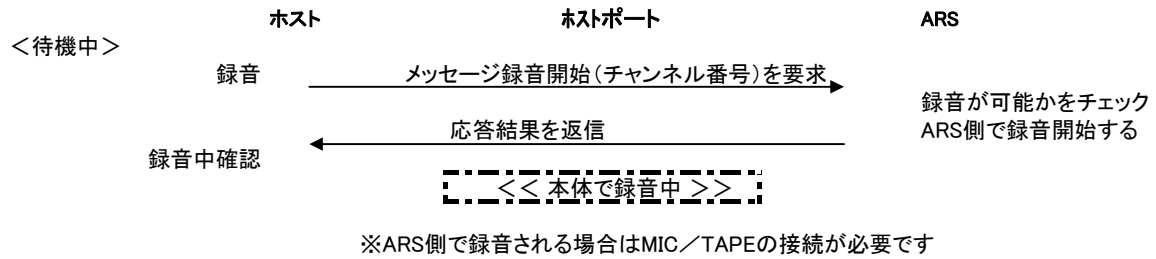 ホスト ホストポート ARS
＜待機中＞
録音 メッセージ録音開始（チャンネル番号）を要求
録音が可能かをチェック
応答結果を返信 ARS側で録音開始する
録音中確認
＜＜ 本体で録音中 ＞＞
※ARS側で録音される場合はMIC／TAPEの接続が必要です